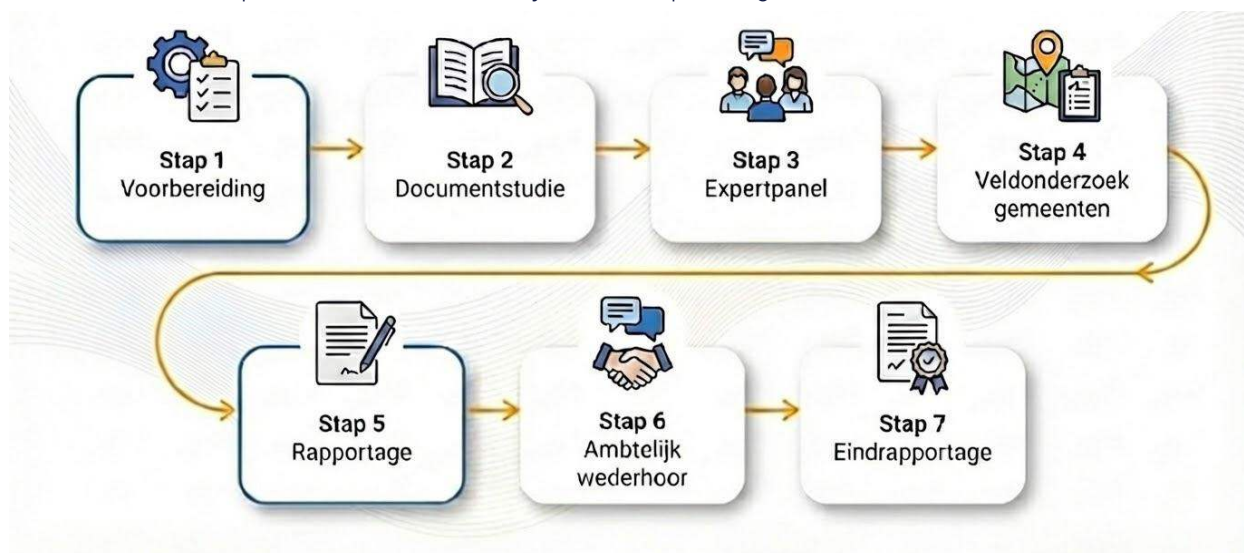 Stap 1
Voorbereiding
Stap 2
Documentstudie
Stap 3
Expertpanel
Stap 4
Veldonderzoek
gemeenten
Stap 5
Rapportage
Stap 6
Ambtelijk
wederhoor
Stap 7
Eindrapportage